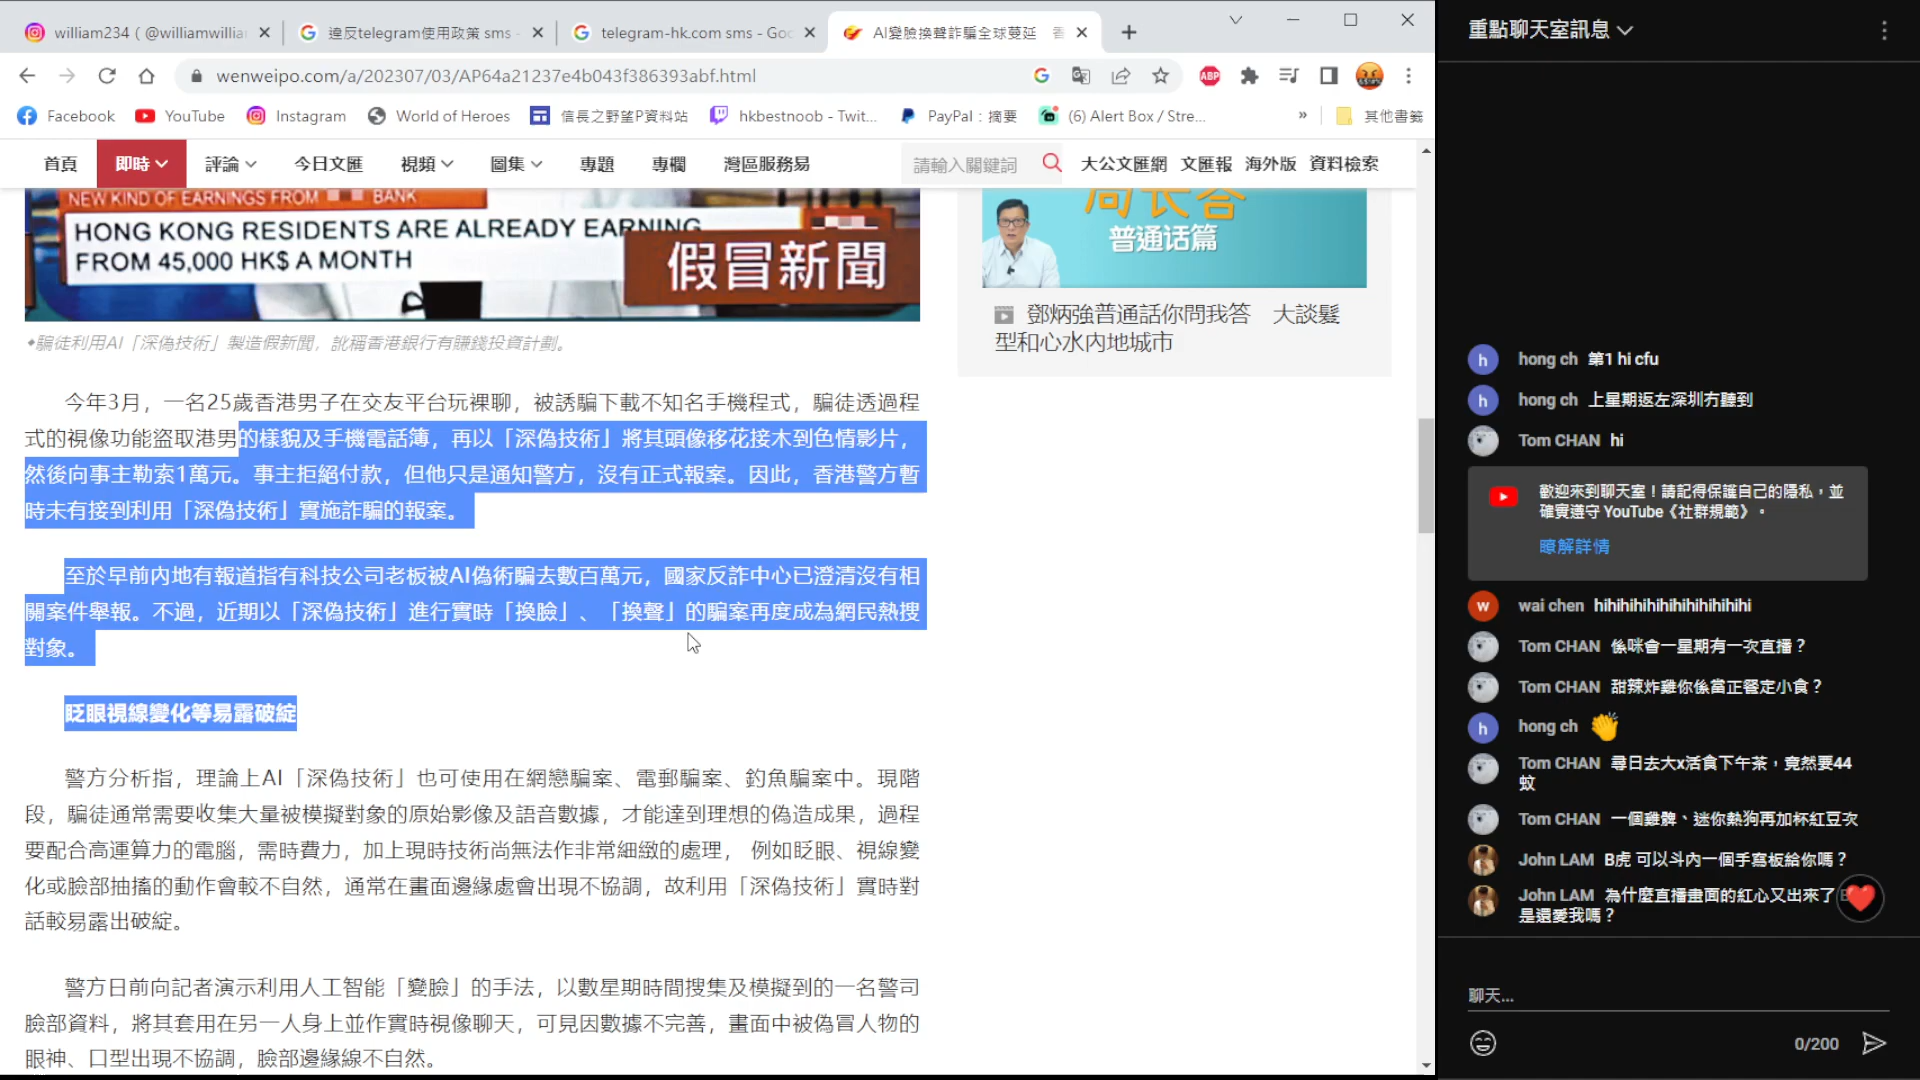 william234 ( @williamwillia
違反telegram使用政策 sms -
telegram-hk.com sms - Goo
AI變臉換聲詐騙全球蔓延 香
wenweipo.com/a/202307/03/AP64a21237e4b043f386393abf.html
ABP
Facebook
YouTube
Instagram
World of Heroes
信長之野望P資料站
hkbestnoob - Twit...
PayPal：摘要
(6) Alert Box / Stre...
»
其他書籤
首頁
即時
評論
今日文匯
視頻
圖集
專題
專欄
灣區服務易
請輸入關鍵詞
大公文匯網
文匯報
海外版
資料檢索
NEW KIND OF EARNINGS FROM BANK
HONG KONG RESIDENTS ARE ALREADY EARNING
FROM 45,000 HK$ A MONTH
假冒新聞
◆騙徒利用AI「深偽技術」製造假新聞，訛稱香港銀行有賺錢投資計劃。
今年3月，一名25歲香港男子在交友平台玩裸聊，被誘騙下載不知名手機程式，騙徒透過程
式的視像功能盜取港男的樣貌及手機電話簿，再以「深偽技術」將其頭像移花接木到色情影片，
然後向事主勒索1萬元。事主拒絕付款，但他只是通知警方，沒有正式報案。因此，香港警方暫
時未有接到利用「深偽技術」實施詐騙的報案。
至於早前內地有報道指有科技公司老板被AI偽術騙去數百萬元，國家反詐中心已澄清沒有相
關案件舉報。不過，近期以「深偽技術」進行實時「換臉」、「換聲」的騙案再度成為網民熱搜
對象。
眨眼視線變化等易露破綻
警方分析指，理論上AI「深偽技術」也可使用在網戀騙案、電郵騙案、釣魚騙案中。現階
段，騙徒通常需要收集大量被模擬對象的原始影像及語音數據，才能達到理想的偽造成果，過程
要配合高運算力的電腦，需時費力，加上現時技術尚無法作非常細緻的處理， 例如眨眼、視線變
化或臉部抽搐的動作會較不自然，通常在畫面邊緣處會出現不協調，故利用「深偽技術」實時對
話較易露出破綻。
警方日前向記者演示利用人工智能「變臉」的手法，以數星期時間搜集及模擬到的一名警司
臉部資料，將其套用在另一人身上並作實時視像聊天，可見因數據不完善，畫面中被偽冒人物的
眼神、口型出現不協調，臉部邊緣線不自然。
局長答
普通话篇
鄧炳強普通話你問我答 大談髮
型和心水內地城市
重點聊天室訊息
h hong ch 第1 hi cfu
h hong ch 上星期返左深圳冇聽到
Tom CHAN hi
歡迎來到聊天室！請記得保護自己的隱私，並
確實遵守 YouTube《社群規範》。
瞭解詳情
w wai chen hihihihihihihihihihihihi
Tom CHAN 係咪會一星期有一次直播？
Tom CHAN 甜辣炸雞你係當正餐定小食？
h hong ch 👏
Tom CHAN 尋日去大x活食下午茶，竟然要44
蚊
Tom CHAN 一個雞髀、迷你熱狗再加杯紅豆冰
John LAM B虎 可以斗內一個手寫板給你嗎？
John LAM 為什麼直播畫面的紅心又出來了
是還愛我嗎？
聊天...
0/200